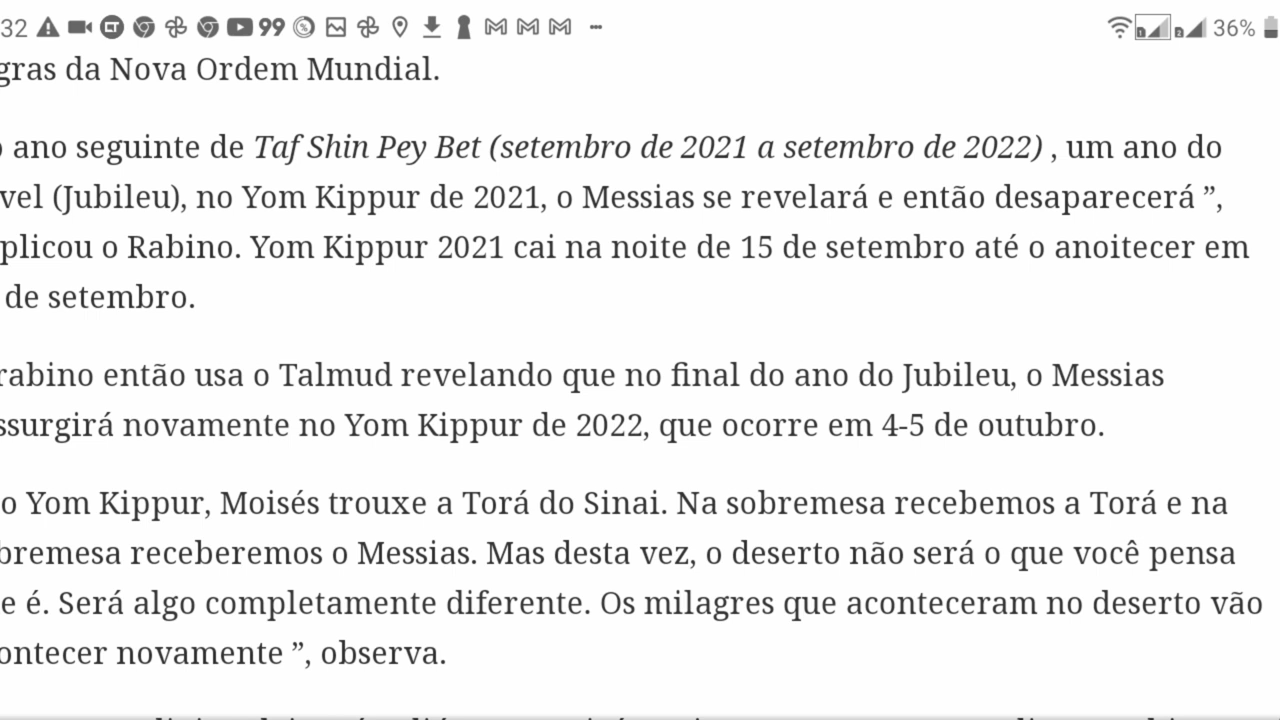 32 99 36%
gras da Nova Ordem Mundial.
o ano seguinte de Taf Shin Pey Bet (setembro de 2021 a setembro de 2022) , um ano do
vel (Jubileu), no Yom Kippur de 2021, o Messias se revelará e então desaparecerá ”,
plicou o Rabino. Yom Kippur 2021 cai na noite de 15 de setembro até o anoitecer em
de setembro.
rabino então usa o Talmud revelando que no final do ano do Jubileu, o Messias
ssurgirá novamente no Yom Kippur de 2022, que ocorre em 4-5 de outubro.
o Yom Kippur, Moisés trouxe a Torá do Sinai. Na sobremesa recebemos a Torá e na
bremesa receberemos o Messias. Mas desta vez, o deserto não será o que você pensa
e é. Será algo completamente diferente. Os milagres que aconteceram no deserto vão
ontecer novamente ”, observa.